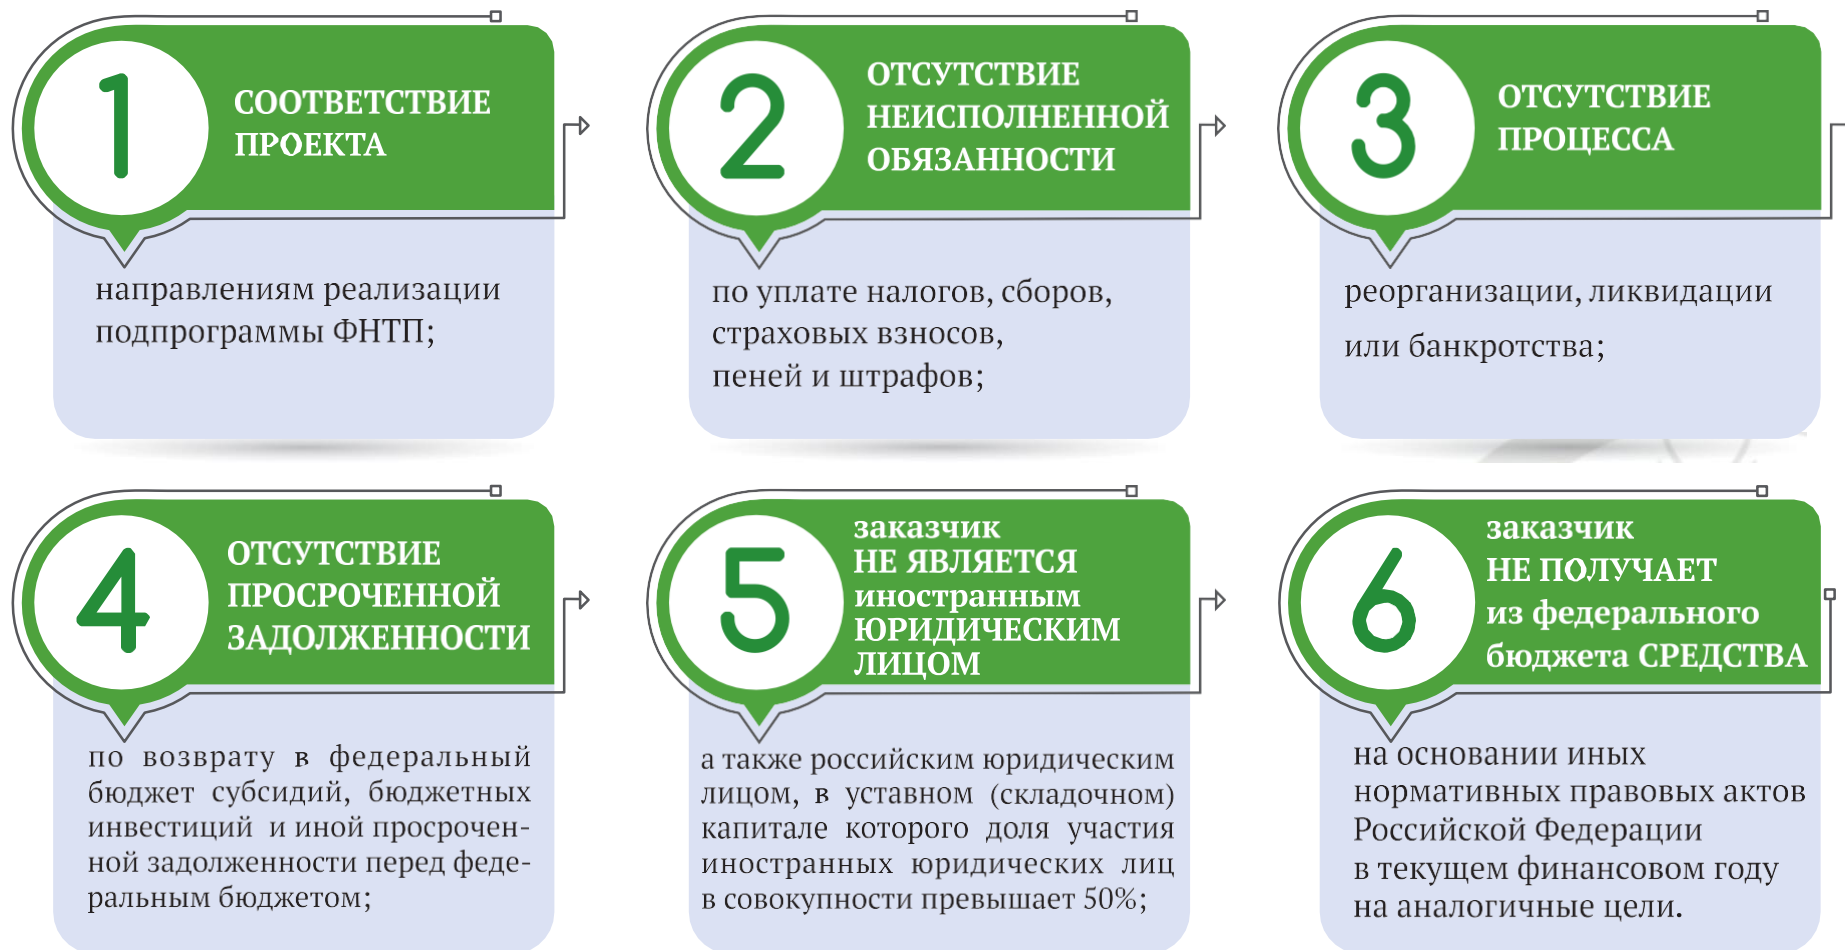 1
СООТВЕТСТВИЕ
ПРОЕКТА
направлениям реализации
подпрограммы ФНТП;
2
ОТСУТСТВИЕ
НЕИСПОЛНЕННОЙ
ОБЯЗАННОСТИ
по уплате налогов, сборов,
страховых взносов,
пеней и штрафов;
3
ОТСУТСТВИЕ
ПРОЦЕССА
реорганизации, ликвидации
или банкротства;
4
ОТСУТСТВИЕ
ПРОСРОЧЕННОЙ
ЗАДОЛЖЕННОСТИ
по возврату в федеральный
бюджет субсидий, бюджетных
инвестиций и иной просрочен-
ной задолженности перед феде-
ральным бюджетом;
5
заказчик
НЕ ЯВЛЯЕТСЯ
иностранным
ЮРИДИЧЕСКИМ
ЛИЦОМ
а также российским юридическим
лицом, в уставном (складочном)
капитале которого доля участия
иностранных юридических лиц
в совокупности превышает 50%;
6
заказчик
НЕ ПОЛУЧАЕТ
из федерального
бюджета СРЕДСТВА
на основании иных
нормативных правовых актов
Российской Федерации
в текущем финансовом году
на аналогичные цели.